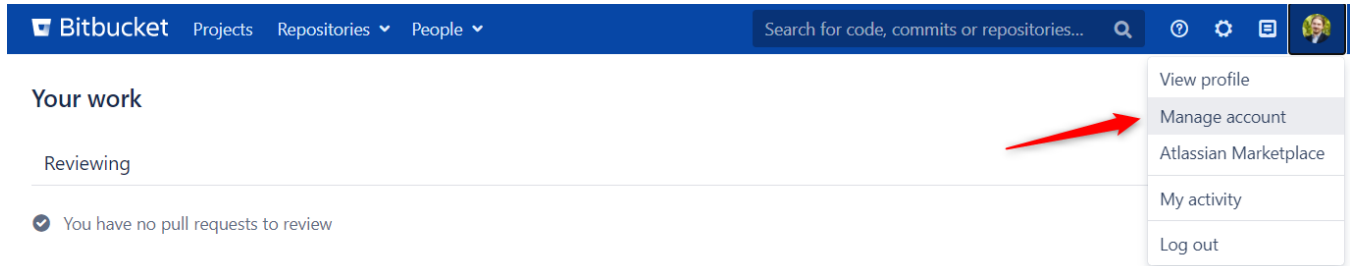 Bitbucket Projects Repositories People Search for code, commits or repositories...
View profile
Your work
Manage account
Atlassian Marketplace
Reviewing
My activity
You have no pull requests to review
Log out